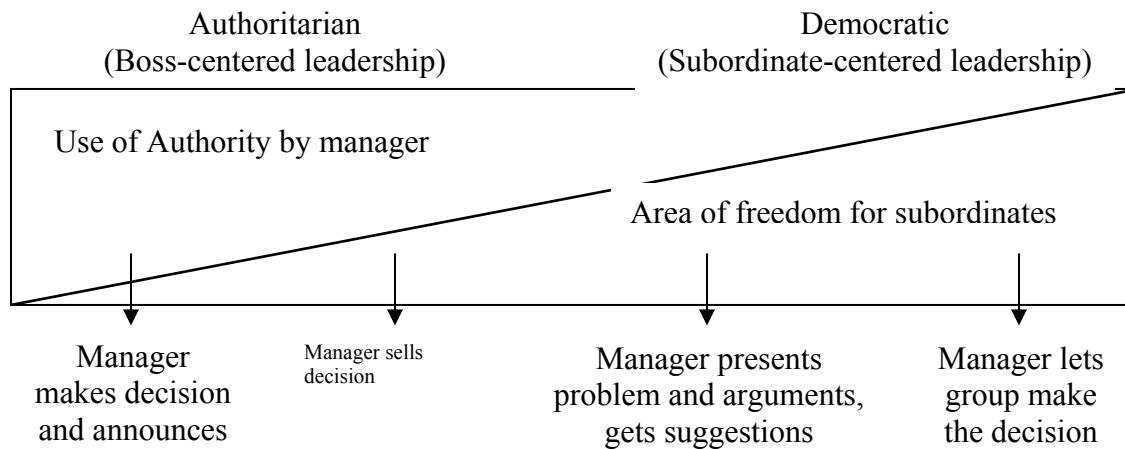 Authoritarian
(Boss-centered leadership)
Democratic
(Subordinate-centered leadership)
Use of Authority by manager
Area of freedom for subordinates
Manager
makes decision
and announces
Manager sells
decision
Manager presents
problem and arguments,
gets suggestions
Manager lets
group make
the decision